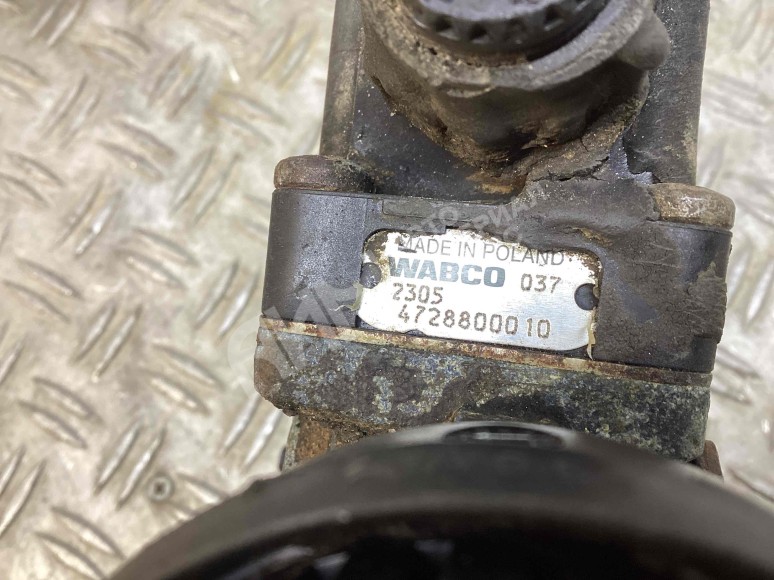 MADE IN POLAND
WABCO 037
2305
4728800010